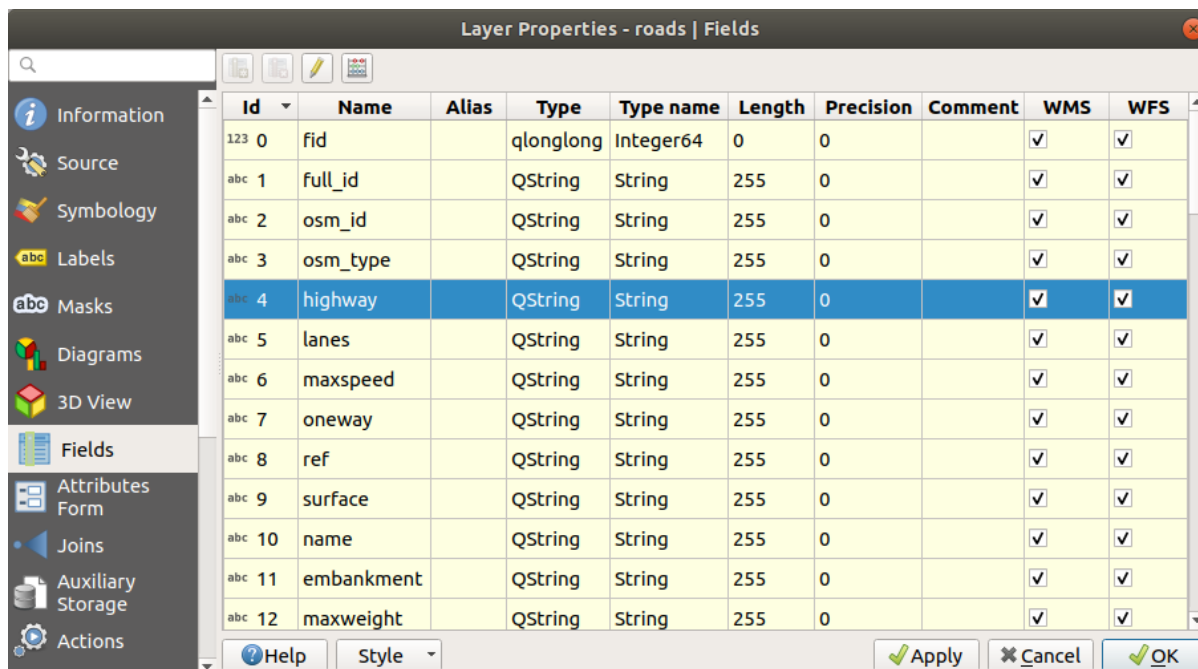 Layer Properties - roads | Fields
Information
Source
Symbology
abc Labels
abc Masks
Diagrams
3D View
Fields
Attributes
Form
Joins
Auxiliary
Storage
Actions
Id Name Alias Type Type name Length Precision Comment WMS WFS
123 0 fid qlonglong Integer64 0 0
abc 1 full_id QString String 255 0
abc 2 osm_id QString String 255 0
abc 3 osm_type QString String 255 0
abc 4 highway QString String 255 0
abc 5 lanes QString String 255 0
abc 6 maxspeed QString String 255 0
abc 7 oneway QString String 255 0
abc 8 ref QString String 255 0
abc 9 surface QString String 255 0
abc 10 name QString String 255 0
abc 11 embankment QString String 255 0
abc 12 maxweight QString String 255 0
Help Style Apply Cancel OK